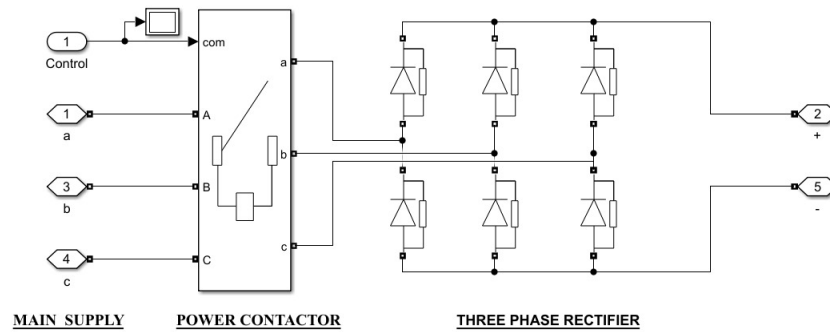 1
Control
com
a
1
a
A
2
+
b
3
b
B
5
-
c
4
c
C
MAIN SUPPLY
POWER CONTACTOR
THREE PHASE RECTIFIER